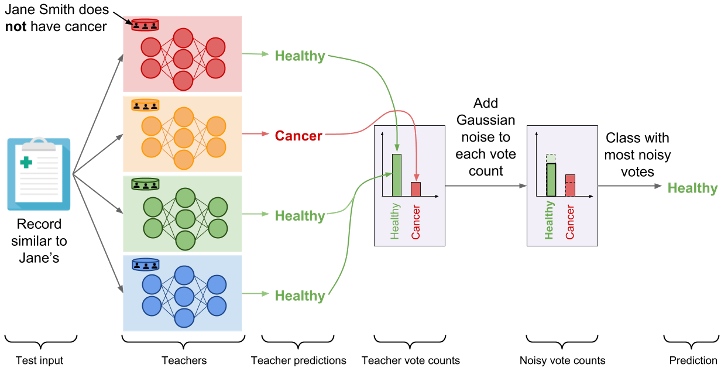 Jane Smith does
not have cancer
Record
similar to
Jane's
Healthy
Cancer
Healthy
Healthy
Healthy
Cancer
Add
Gaussian
noise to
each vote
count
Healthy
Cancer
Class with
most noisy
votes
Healthy
Test input
Teachers
Teacher predictions
Teacher vote counts
Noisy vote counts
Prediction